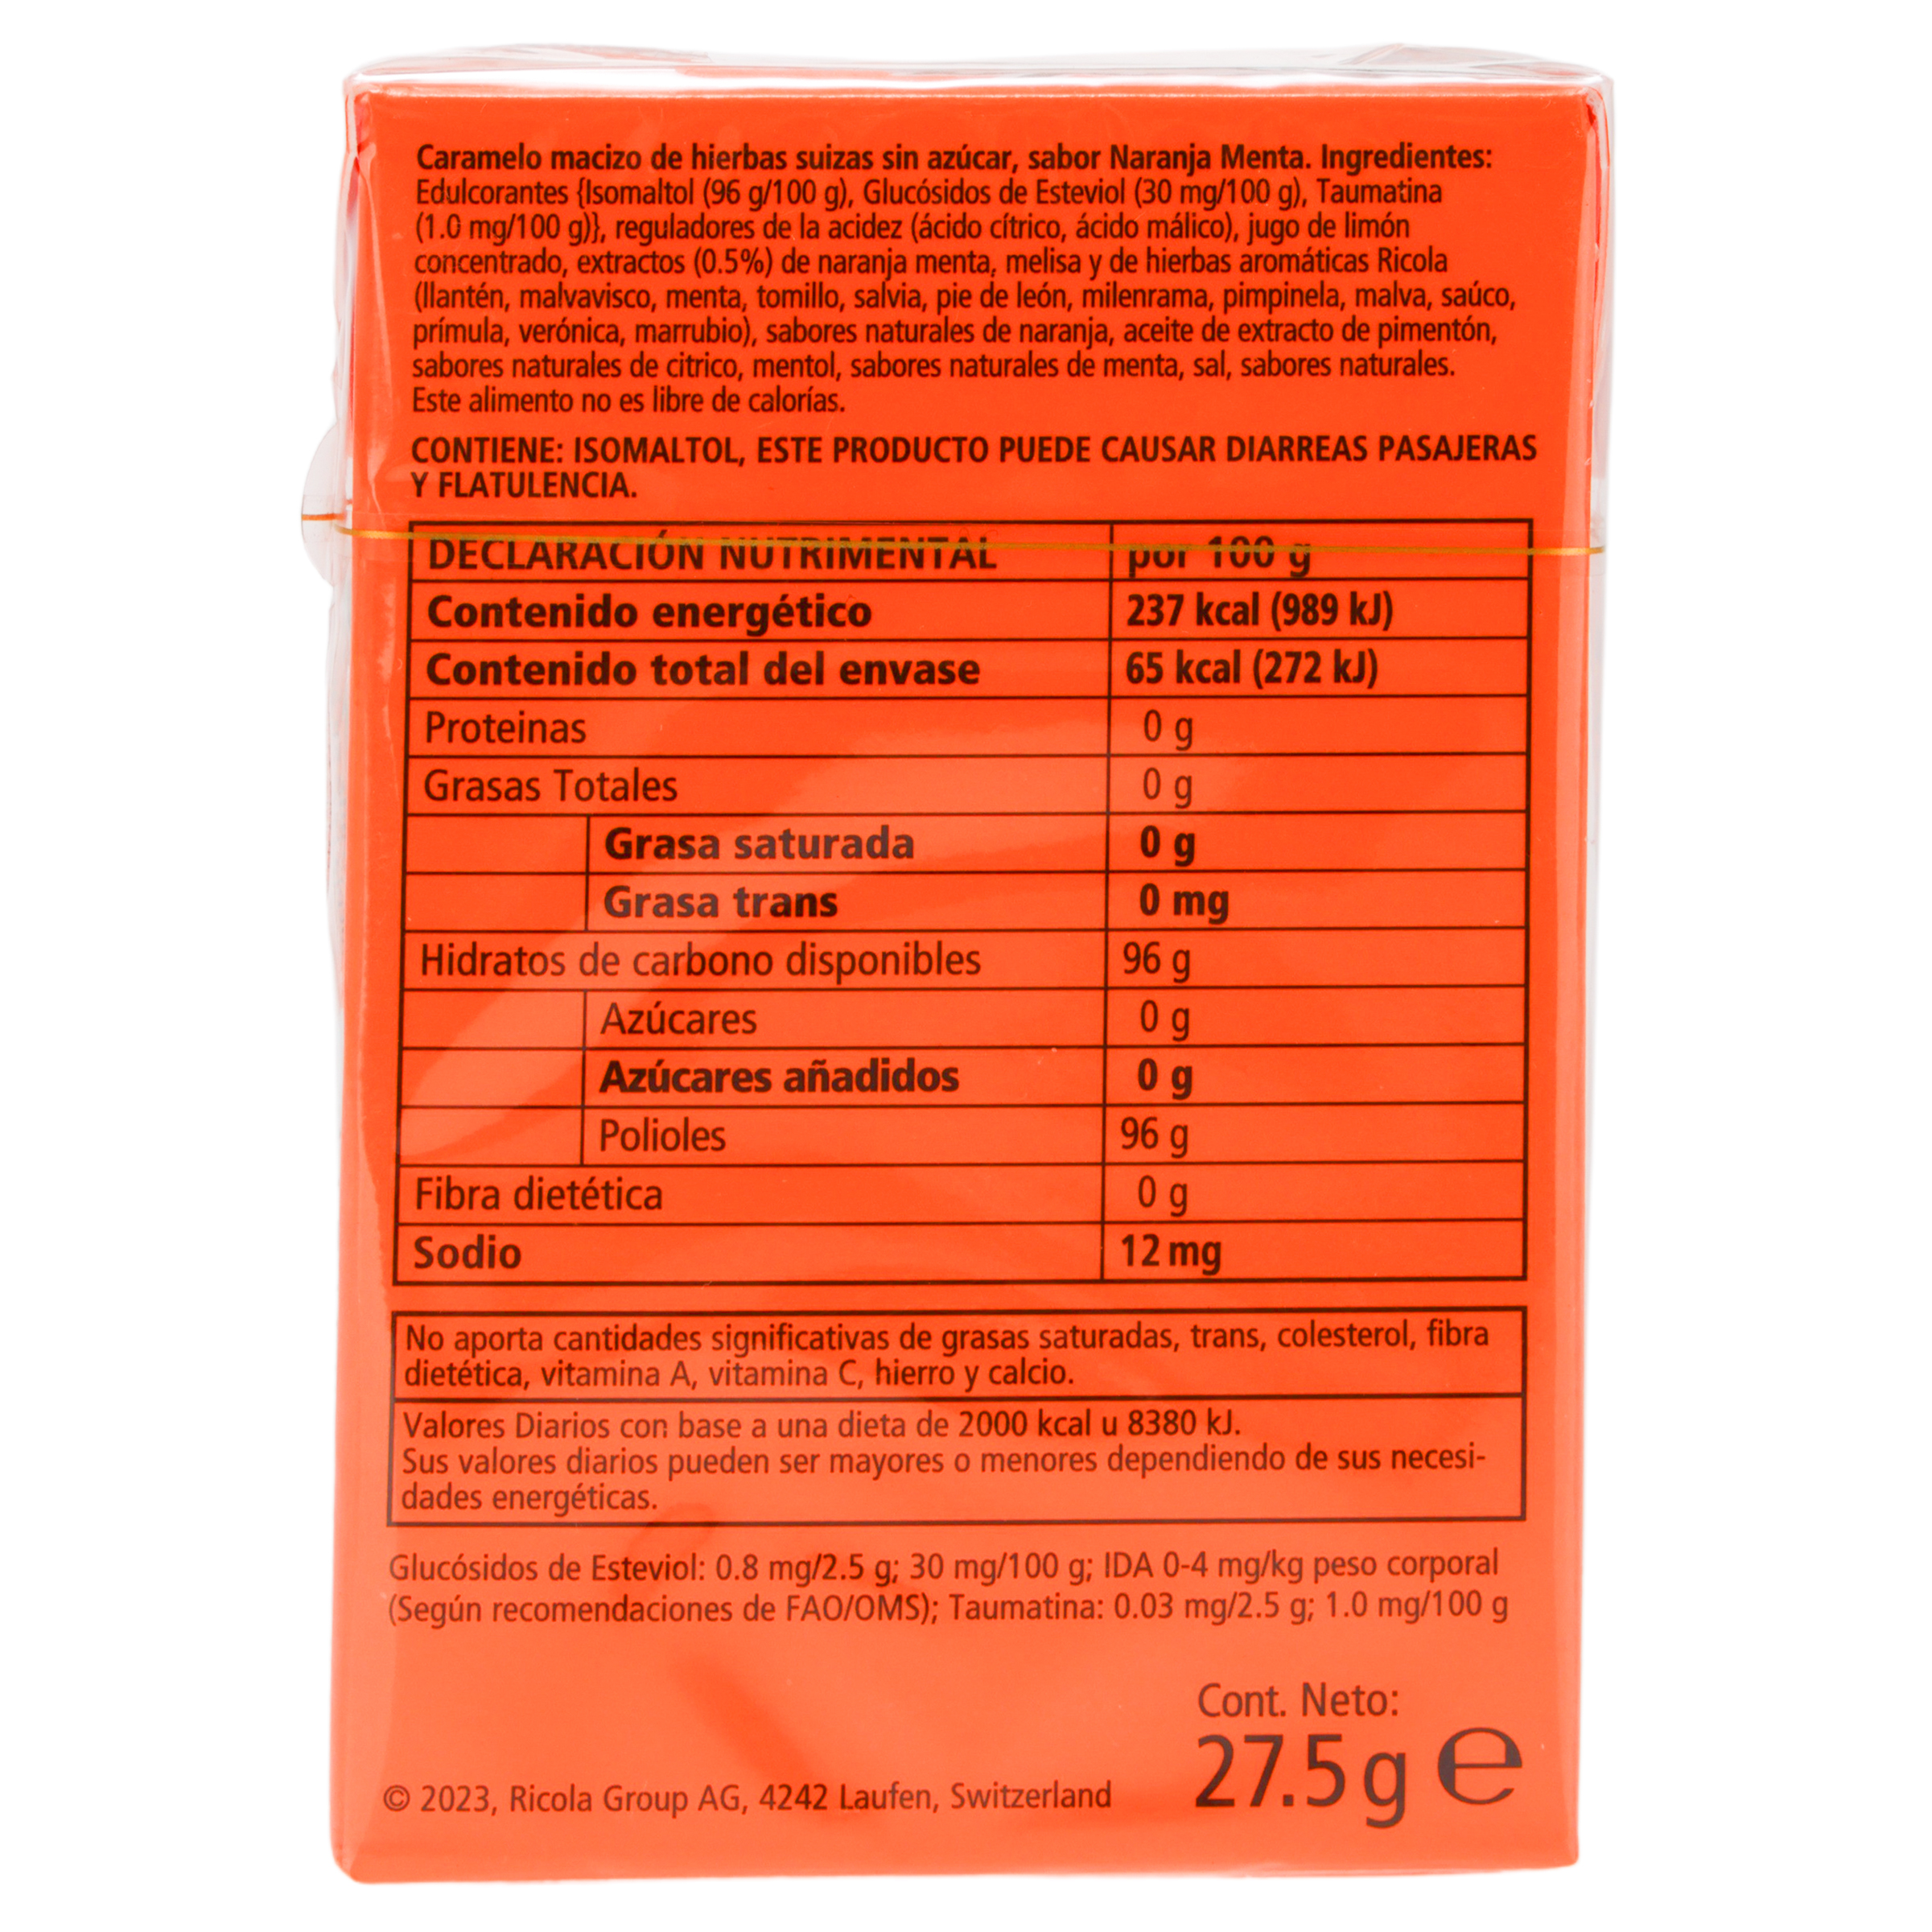 Caramelo macizo de hierbas suizas sin azúcar, sabor Naranja Menta. Ingredientes:
Edulcorantes {Isomaltol (96 g/100 g), Glucósidos de Esteviol (30 mg/100 g), Taumatina
(1.0 mg/100 g)}, reguladores de la acidez (ácido cítrico, ácido málico), jugo de limón
concentrado, extractos (0.5%) de naranja menta, melisa y de hierbas aromáticas Ricola
(llantén, malvavisco, menta, tomillo, salvia, pie de león, milenrama, pimpinela, malva, saúco,
prímula, verónica, marrubio), sabores naturales de naranja, aceite de extracto de pimentón,
sabores naturales de citrico, mentol, sabores naturales de menta, sal, sabores naturales.
Este alimento no es libre de calorías.
CONTIENE: ISOMALTOL, ESTE PRODUCTO PUEDE CAUSAR DIARREAS PASAJERAS
Y FLATULENCIA.
DECLARACIÓN NUTRIMENTAL por 100 g
Contenido energético 237 kcal (989 kJ)
Contenido total del envase 65 kcal (272 kJ)
Proteinas 0 g
Grasas Totales 0 g
Grasa saturada 0 g
Grasa trans 0 mg
Hidratos de carbono disponibles 96 g
Azúcares 0 g
Azúcares añadidos 0 g
Polioles 96 g
Fibra dietética 0 g
Sodio 12 mg
No aporta cantidades significativas de grasas saturadas, trans, colesterol, fibra
dietética, vitamina A, vitamina C, hierro y calcio.
Valores Diarios con base a una dieta de 2000 kcal u 8380 kJ.
Sus valores diarios pueden ser mayores o menores dependiendo de sus necesi-
dades energéticas.
Glucósidos de Esteviol: 0.8 mg/2.5 g; 30 mg/100 g; IDA 0-4 mg/kg peso corporal
(Según recomendaciones de FAO/OMS); Taumatina: 0.03 mg/2.5 g; 1.0 mg/100 g
Cont. Neto:
27.5 g ℮
© 2023, Ricola Group AG, 4242 Laufen, Switzerland